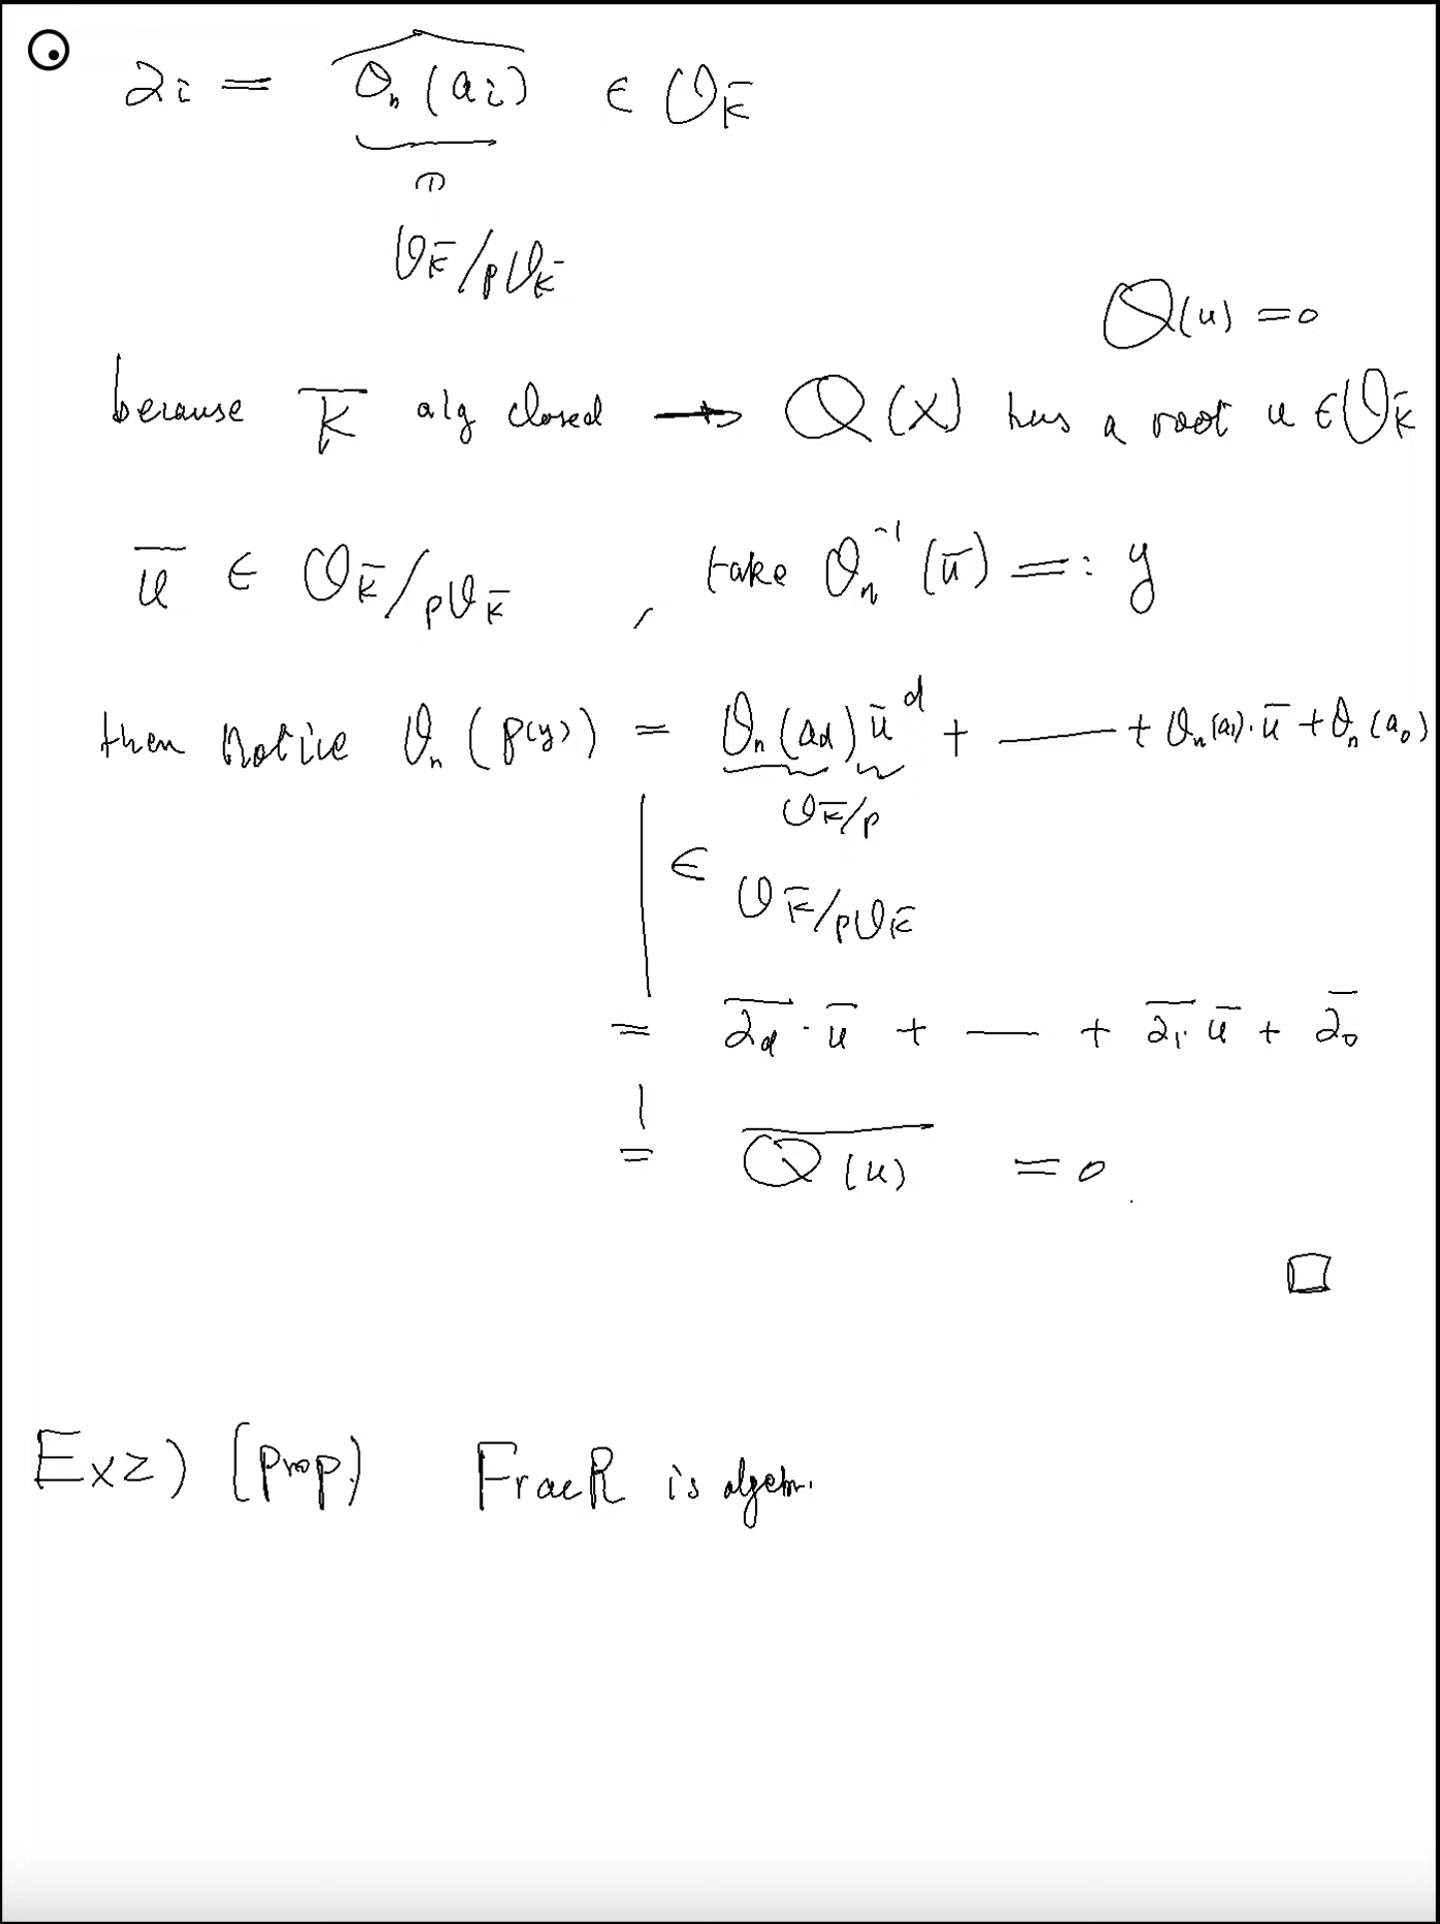 α_i = \widehat{θ_n(a_i)} ∈ O_{\bar K}
∩
O_{\bar K}/pO_{\bar K}
Q(u) = 0
because \bar K alg closed → Q(X) has a root u ∈ O_{\bar K}
\bar u ∈ O_{\bar K}/pO_{\bar K} , take θ_n^{-1}(\bar u) =: y
then notice θ_n(P(y)) = θ_n(a_d) \bar u^d + — + θ_n(a_1)·\bar u + θ_n(a_0)
O_{\bar K}/p
∈ O_{\bar K}/pO_{\bar K}
= \bar{α_d} · \bar u + — + \bar{α_1} \bar u + \bar{α_0}
= \overline{Q(u)} = 0.
□
Ex2) (prop.) Frac R is algebr.